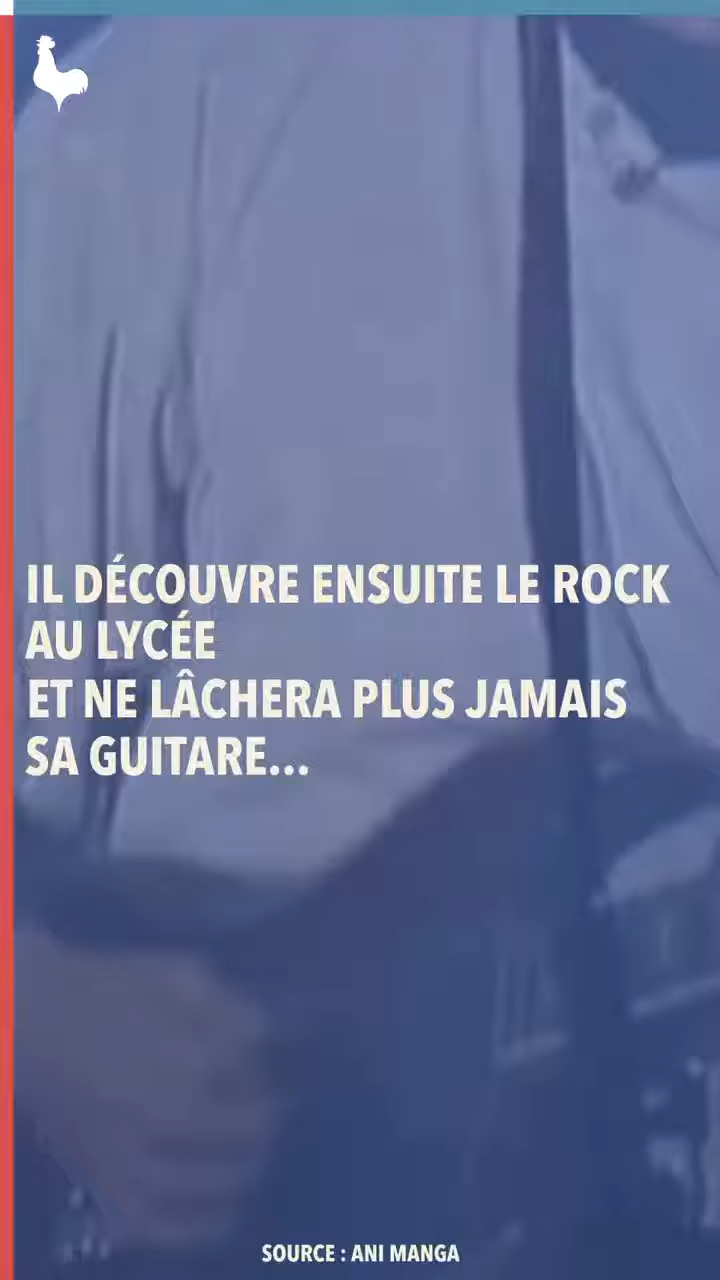 IL DÉCOUVRE ENSUITE LE ROCK
AU LYCÉE
ET NE LÂCHERA PLUS JAMAIS
SA GUITARE...
SOURCE : ANI MANGA